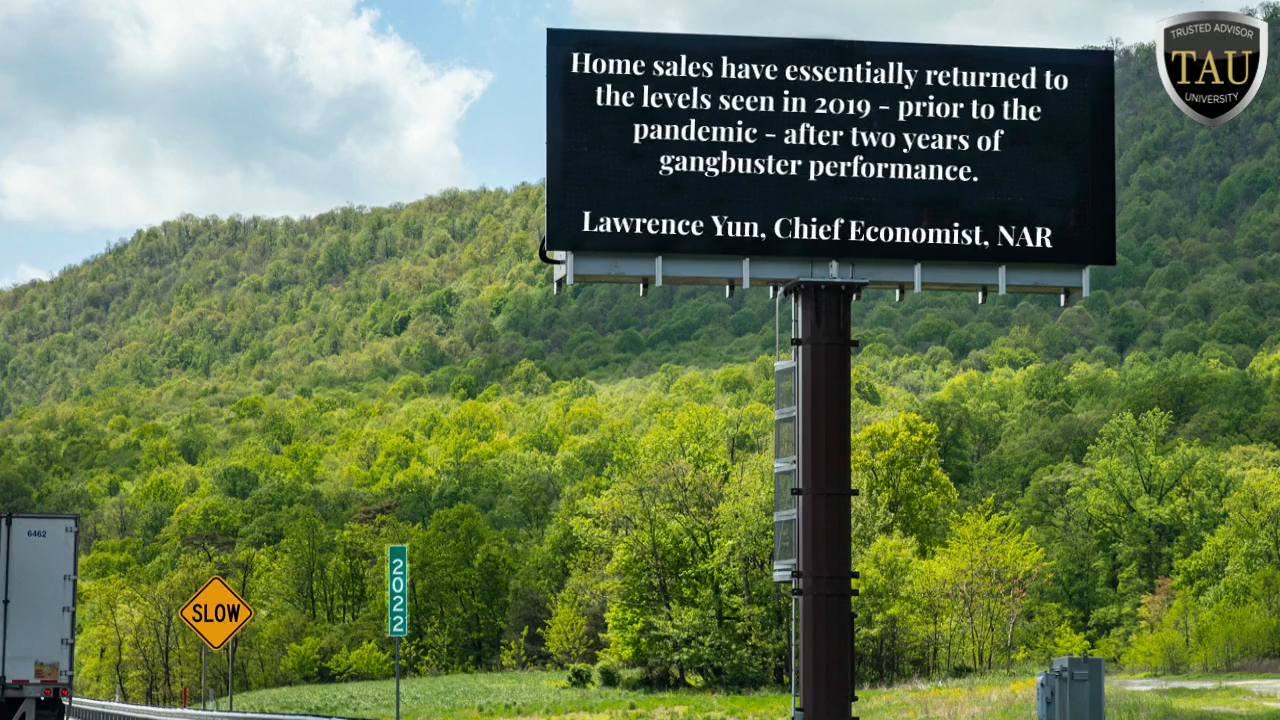 Home sales have essentially returned to
the levels seen in 2019 - prior to the
pandemic - after two years of
gangbuster performance.
Lawrence Yun, Chief Economist, NAR
TRUSTED ADVISOR
TAU
UNIVERSITY
6462
SLOW
2022